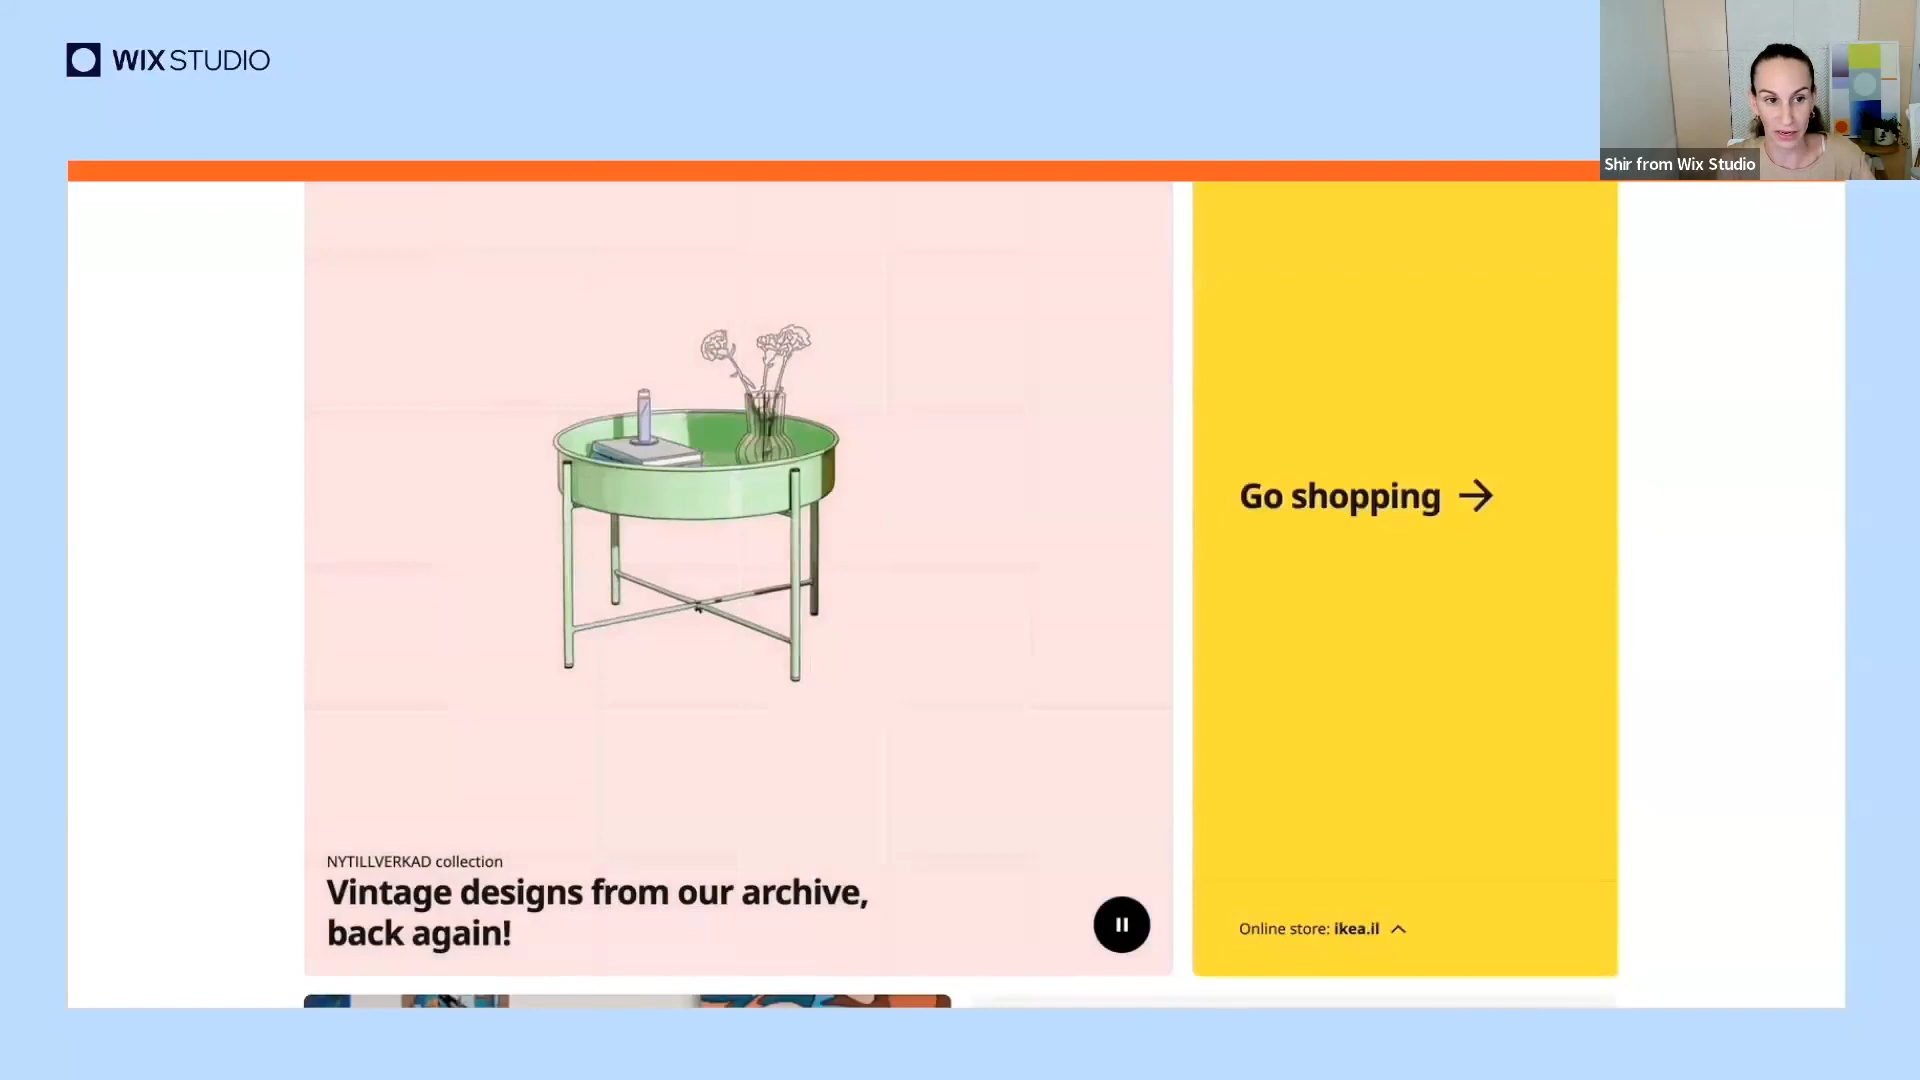 WIX STUDIO
Shir from Wix Studio
Go shopping
NYTILLVERKAD collection
Vintage designs from our archive,
back again!
Online store: ikea.il